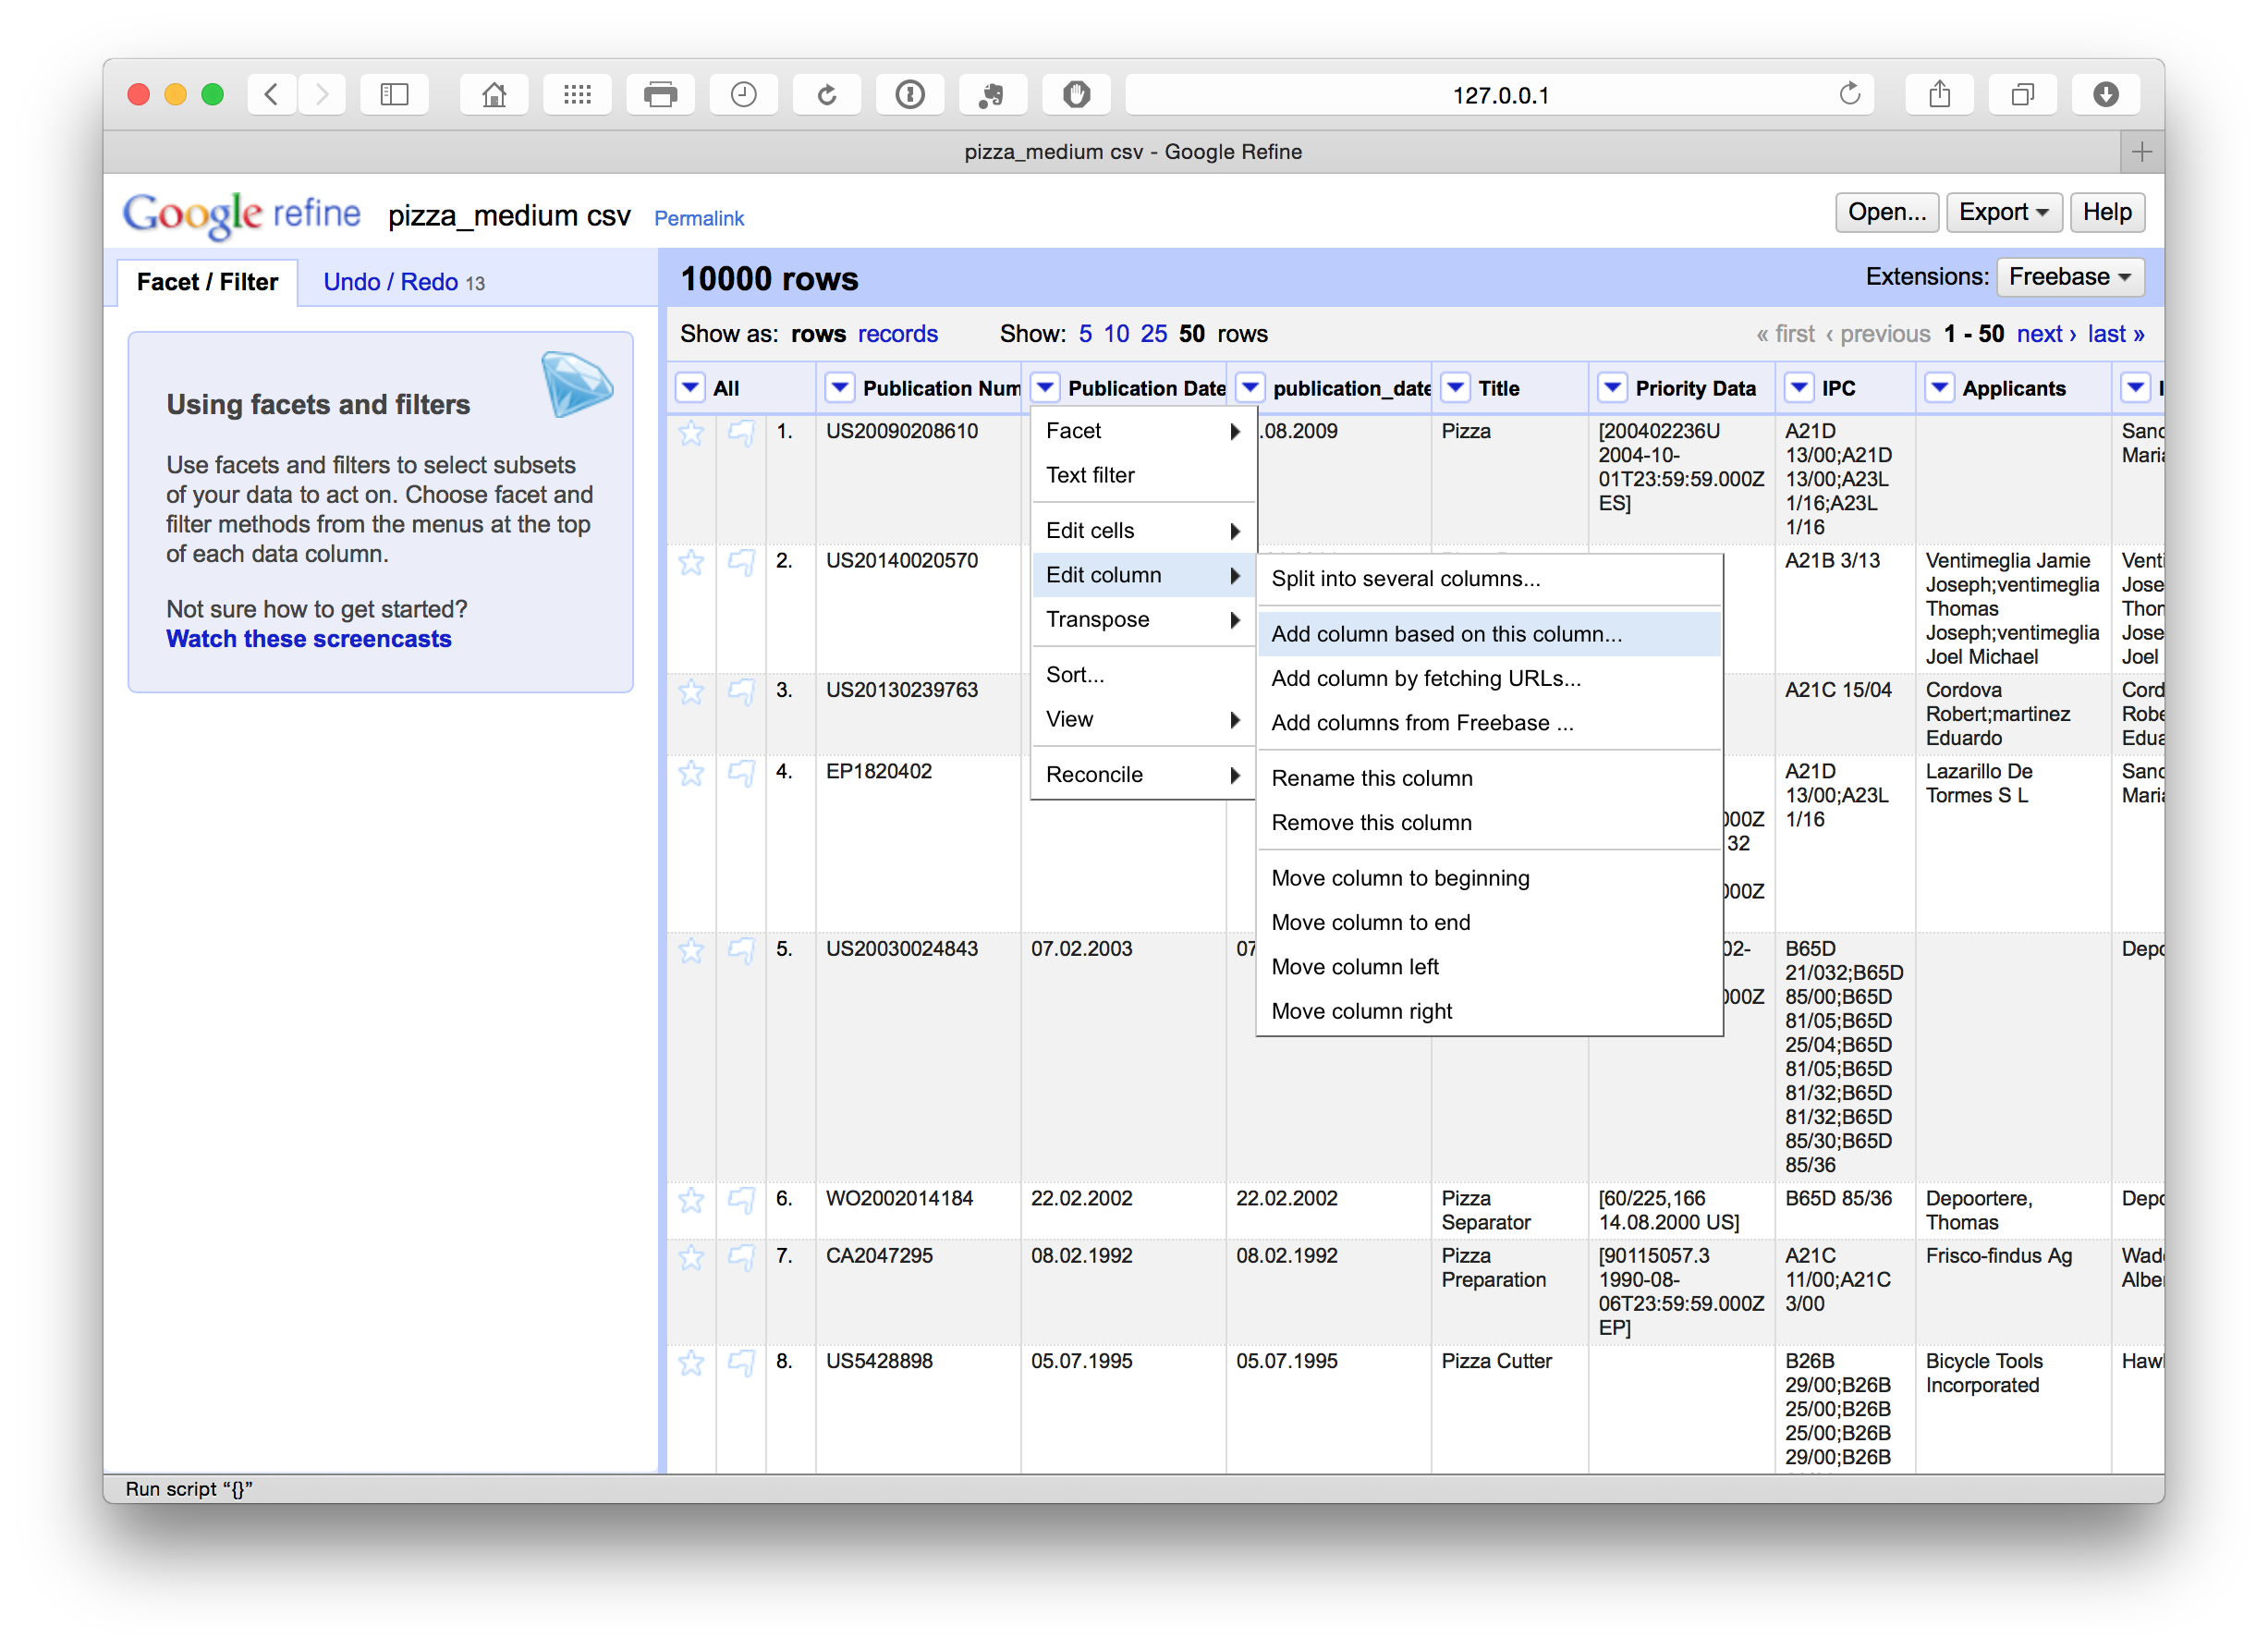 127.0.0.1
pizza_medium csv - Google Refine
Google refine pizza_medium csv Permalink
Open... Export Help
Facet / Filter Undo / Redo 13
10000 rows
Extensions: Freebase
Using facets and filters
Use facets and filters to select subsets
of your data to act on. Choose facet and
filter methods from the menus at the top
of each data column.
Not sure how to get started?
Watch these screencasts
Show as: rows records Show: 5 10 25 50 rows
« first ‹ previous 1 - 50 next › last »
All Publication Num Publication Date publication_date Title Priority Data IPC Applicants
1. US20090208610 .08.2009 Pizza [200402236U
2004-10-
01T23:59:59.000Z
ES]
A21D
13/00;A21D
13/00;A23L
1/16;A23L
1/16
Sanc
Maria
2. US20140020570
A21B 3/13
Ventimeglia Jamie
Joseph;ventimeglia
Thomas
Joseph;ventimeglia
Joel Michael
Venti
Jose
Thor
Jose
Joel
3. US20130239763
A21C 15/04
Cordova
Robert;martinez
Eduardo
Cord
Robe
Edua
4. EP1820402
000Z
32
000Z
A21D
13/00;A23L
1/16
Lazarillo De
Tormes S L
Sanc
Maria
5. US20030024843 07.02.2003 07
02-
000Z
B65D
21/032;B65D
85/00;B65D
81/05;B65D
25/04;B65D
81/05;B65D
81/32;B65D
81/32;B65D
85/30;B65D
85/36
Depo
6. WO2002014184 22.02.2002 22.02.2002 Pizza
Separator
[60/225,166
14.08.2000 US]
B65D 85/36
Depoortere,
Thomas
Depo
7. CA2047295 08.02.1992 08.02.1992 Pizza
Preparation
[90115057.3
1990-08-
06T23:59:59.000Z
EP]
A21C
11/00;A21C
3/00
Frisco-findus Ag
Wade
Albe
8. US5428898 05.07.1995 05.07.1995 Pizza Cutter
B26B
29/00;B26B
25/00;B26B
25/00;B26B
29/00;B26B
Bicycle Tools
Incorporated
Hawl
Facet
Text filter
Edit cells
Edit column
Transpose
Sort...
View
Reconcile
Split into several columns...
Add column based on this column...
Add column by fetching URLs...
Add columns from Freebase ...
Rename this column
Remove this column
Move column to beginning
Move column to end
Move column left
Move column right
Run script “{}”